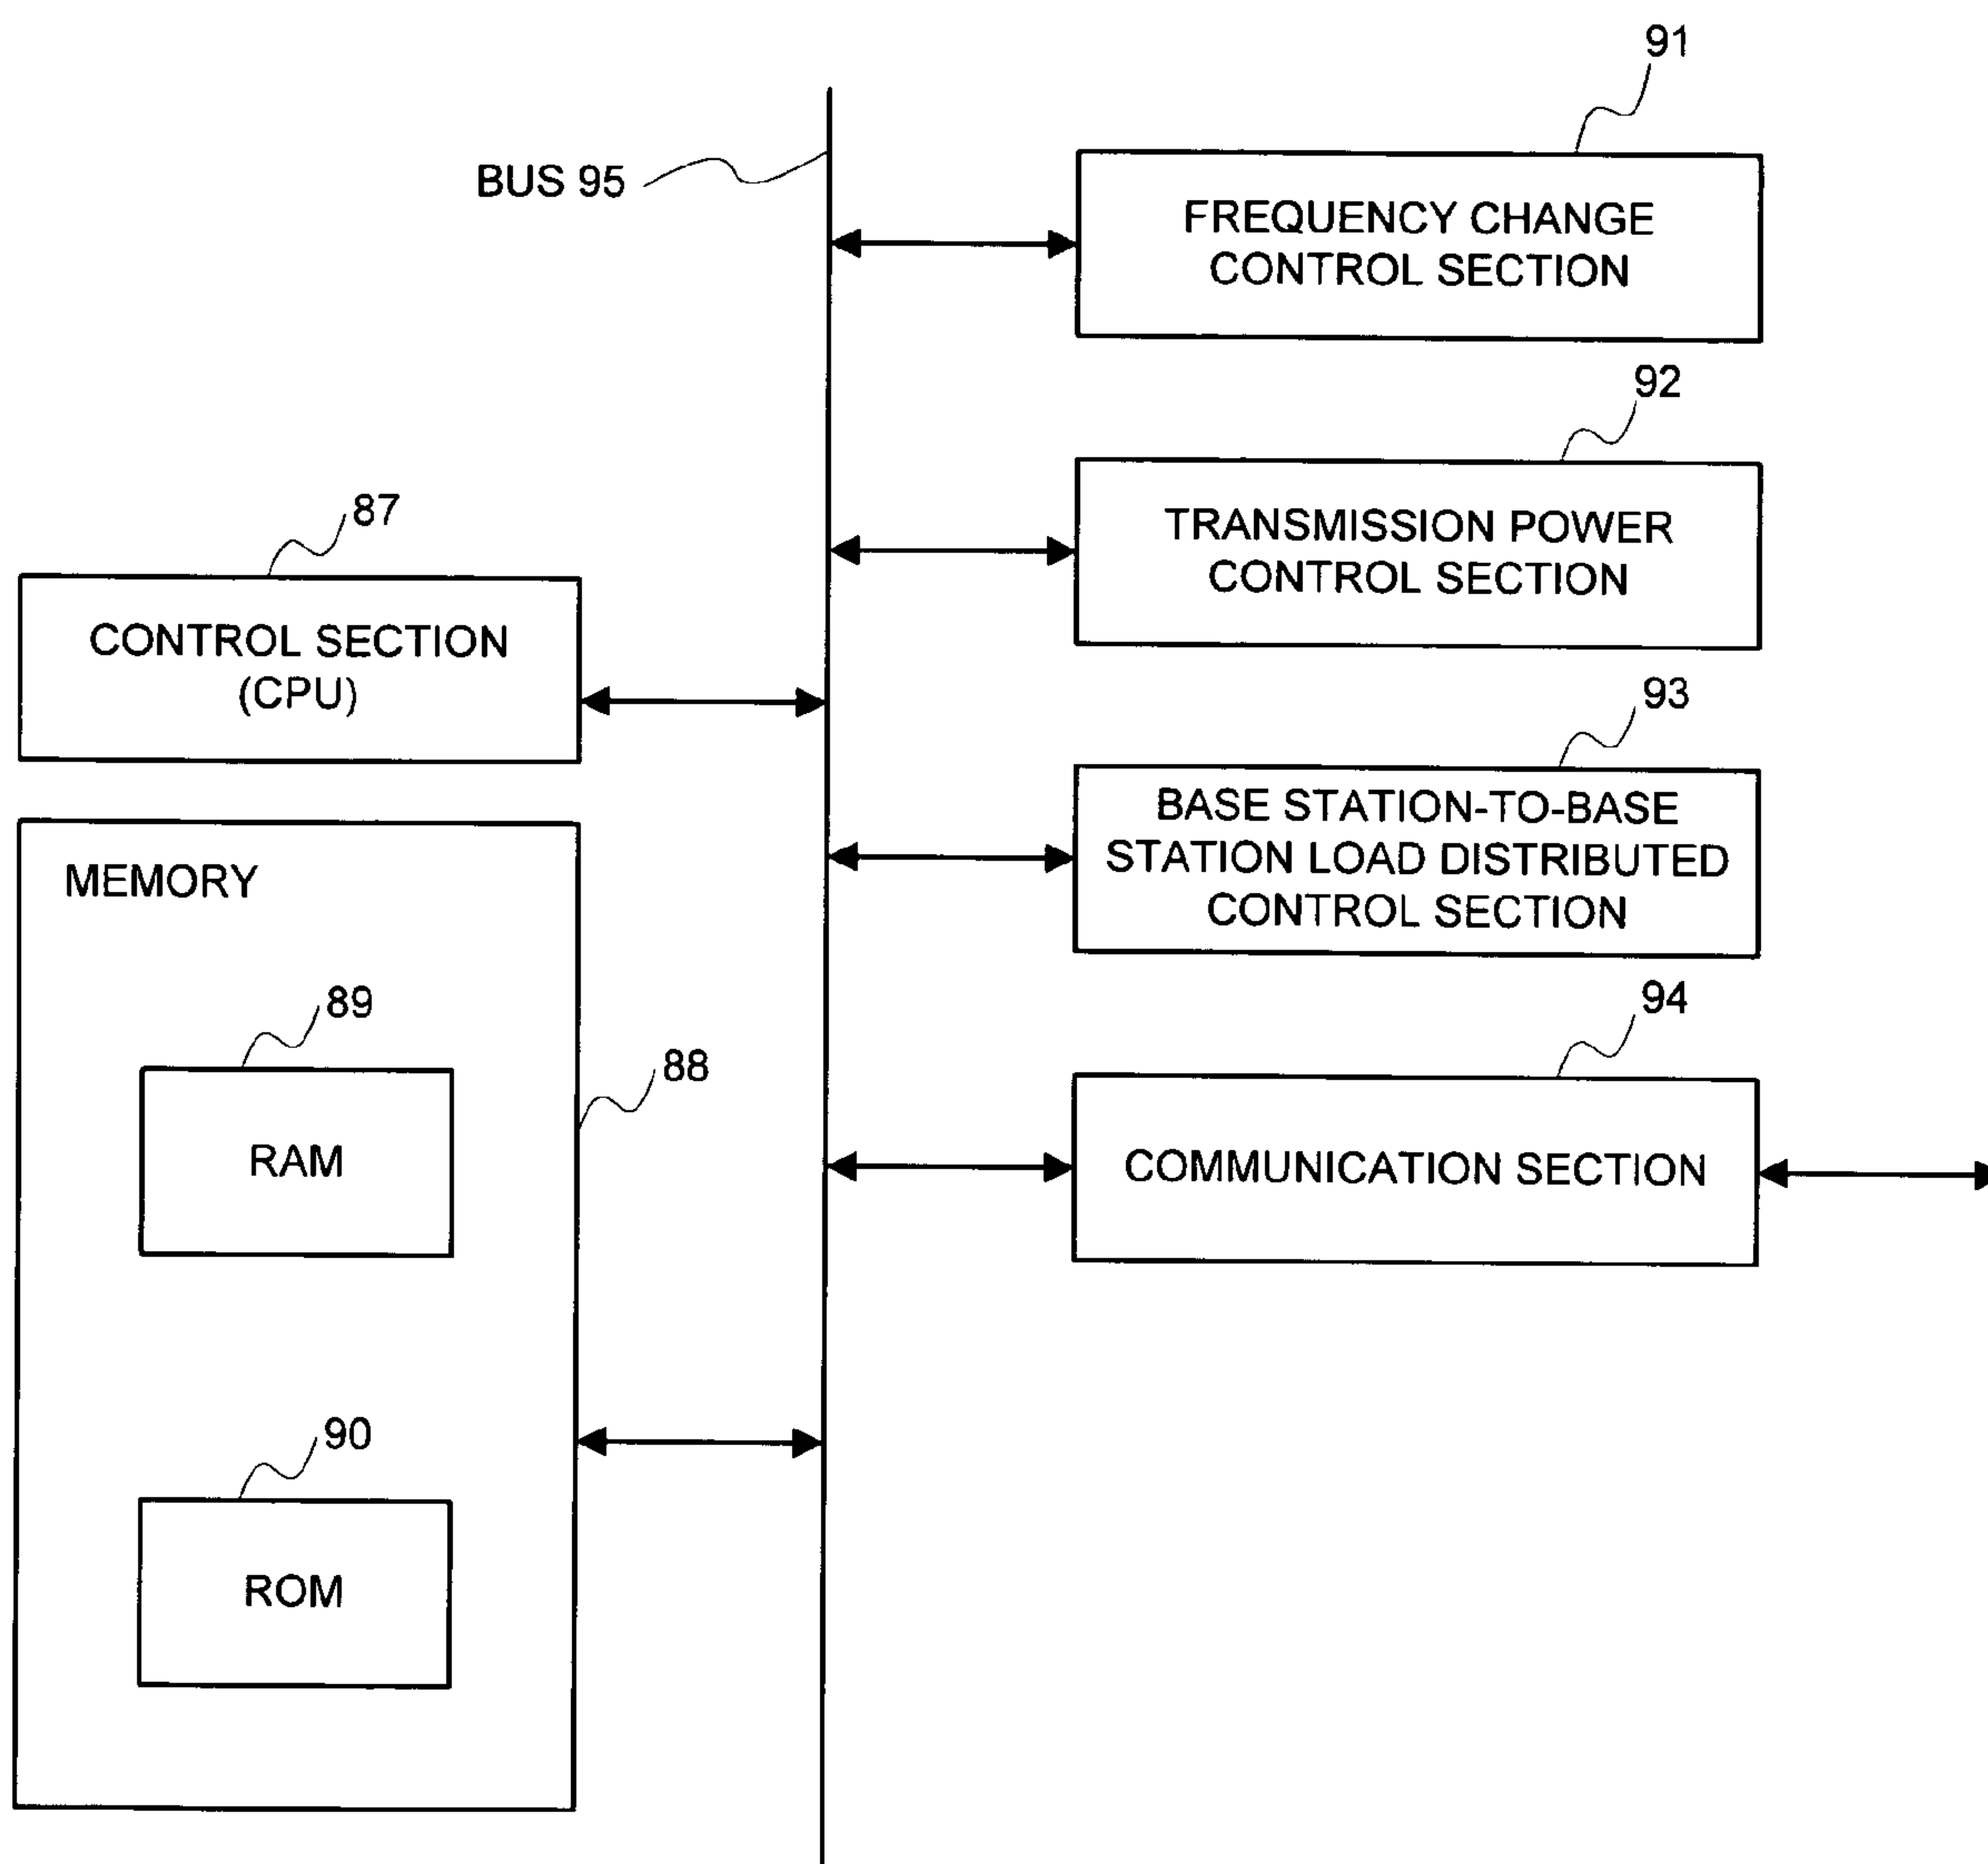 91
BUS 95
FREQUENCY CHANGE
CONTROL SECTION
92
TRANSMISSION POWER
CONTROL SECTION
87
CONTROL SECTION
(CPU)
93
BASE STATION-TO-BASE
STATION LOAD DISTRIBUTED
CONTROL SECTION
MEMORY
89
88
94
RAM
COMMUNICATION SECTION
90
ROM